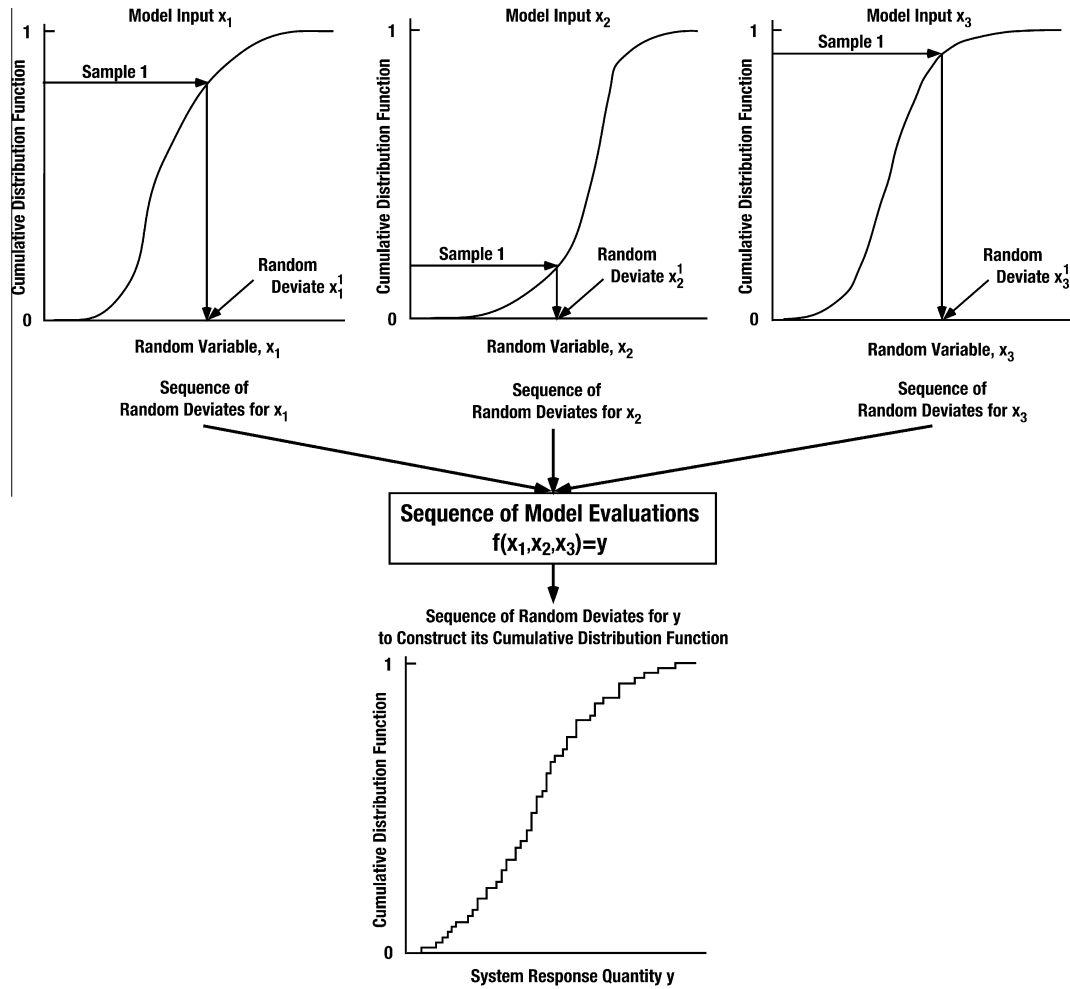 Model Input x₁
1
Cumulative Distribution Function
Sample 1
Random
Deviate x₁¹
0
Random Variable, x₁
Model Input x₂
1
Cumulative Distribution Function
Sample 1
Random
Deviate x₂¹
0
Random Variable, x₂
Model Input x₃
1
Cumulative Distribution Function
Sample 1
Random
Deviate x₃¹
0
Random Variable, x₃
Sequence of
Random Deviates for x₁
Sequence of
Random Deviates for x₂
Sequence of
Random Deviates for x₃
Sequence of Model Evaluations
f(x₁,x₂,x₃)=y
Sequence of Random Deviates for y
to Construct its Cumulative Distribution Function
1
Cumulative Distribution Function
0
System Response Quantity y